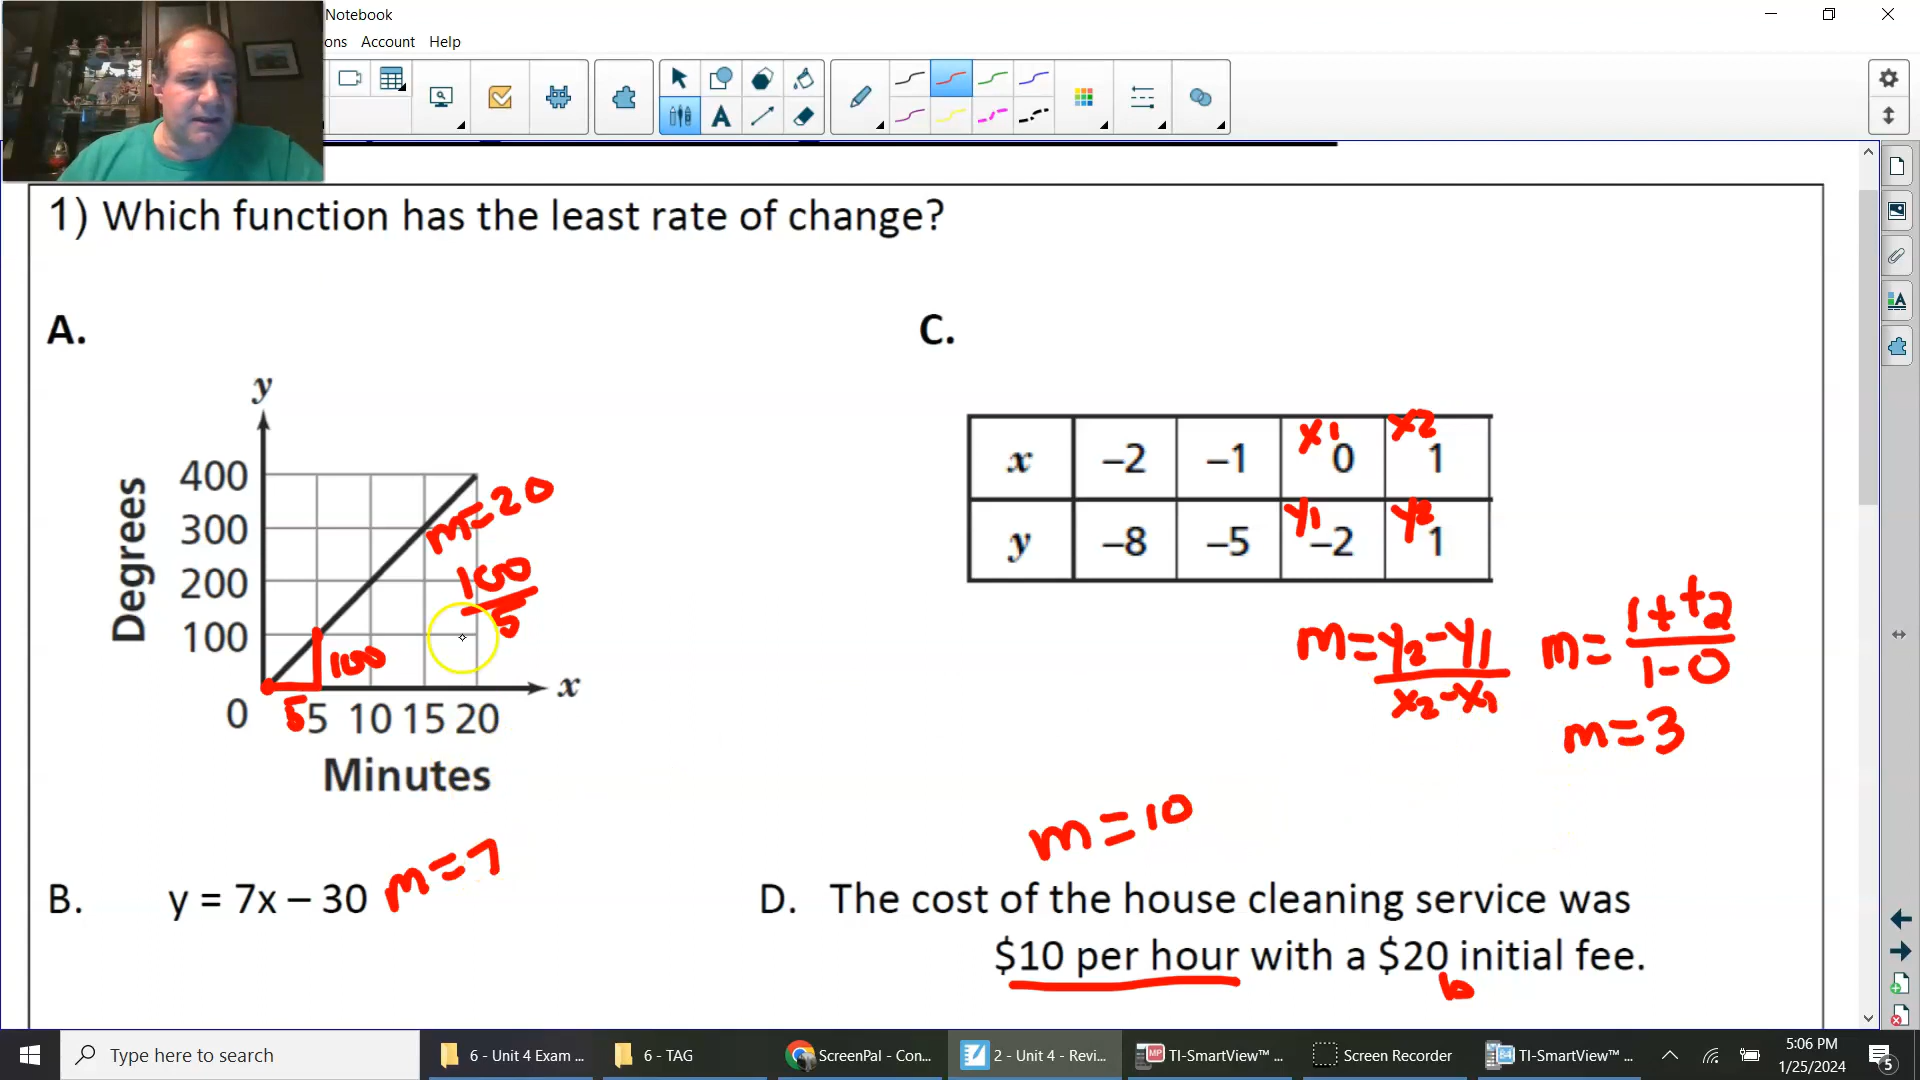 Notebook
ons Account Help
1) Which function has the least rate of change?
A.
y
Degrees
400
300
200
100
0
5 10 15 20
x
Minutes
m=20
100
5
100
5
C.
x -2 -1 0 1
y -8 -5 -2 1
x1 x2
y1 y2
m=y2-y1
x2-x1
m=1++2
1-0
m=3
B. y = 7x – 30
m=7
m=10
D. The cost of the house cleaning service was
$10 per hour with a $20 initial fee.
b
Type here to search
6 - Unit 4 Exam ...
6 - TAG
ScreenPal - Con...
2 - Unit 4 - Revi...
TI-SmartView™ ...
Screen Recorder
TI-SmartView™ ...
5:06 PM
1/25/2024
5